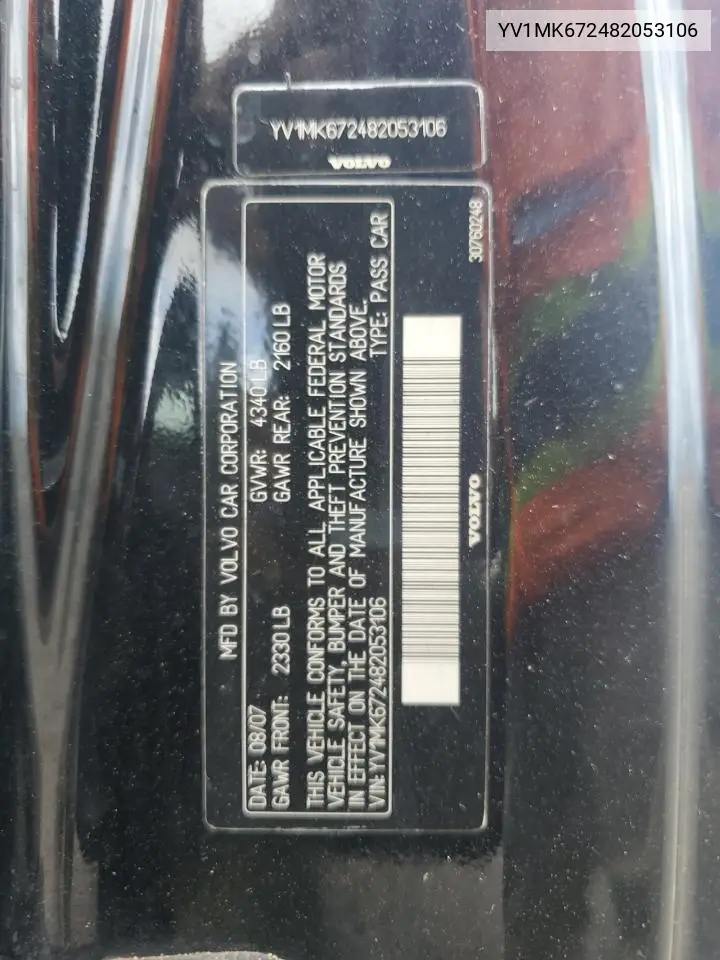 YV1MK672482053106
YV1MK672482053106
VOLVO
MFD BY VOLVO CAR CORPORATION
DATE: 08/07 GVWR: 4340 LB
GAWR FRONT: 2330 LB GAWR REAR: 2160 LB
THIS VEHICLE CONFORMS TO ALL APPLICABLE FEDERAL MOTOR
VEHICLE SAFETY, BUMPER AND THEFT PREVENTION STANDARDS
IN EFFECT ON THE DATE OF MANUFACTURE SHOWN ABOVE.
VIN: YV1MK672482053106 TYPE: PASS CAR
VOLVO
30760248